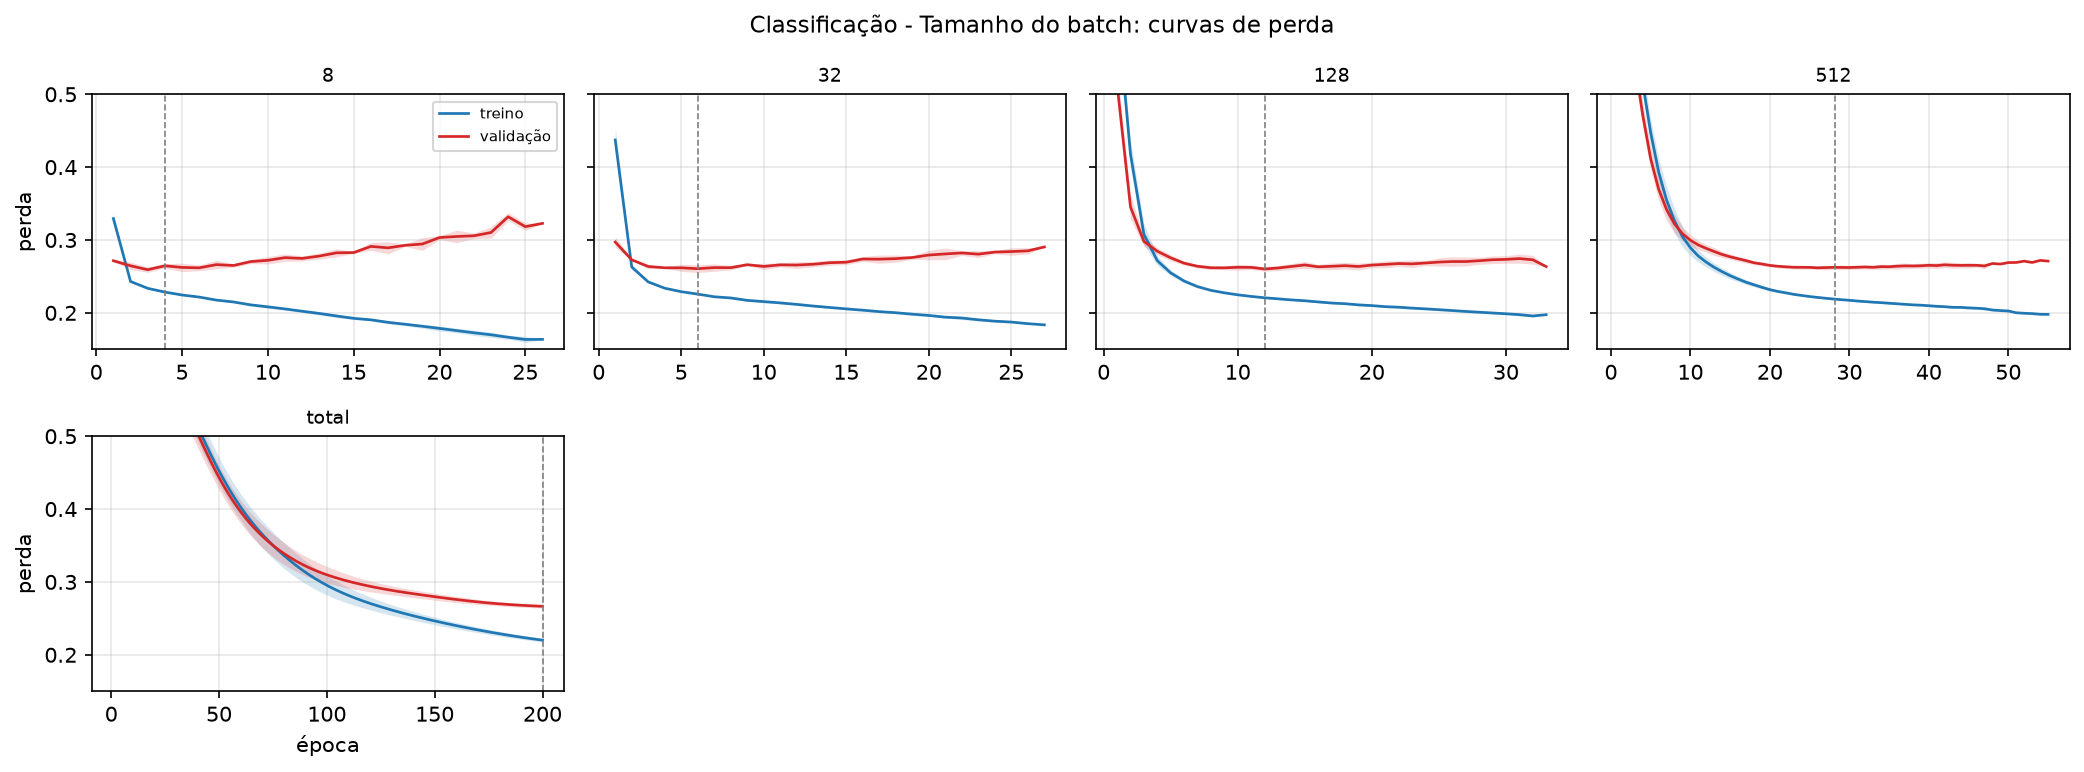 Classificação - Tamanho do batch: curvas de perda
8
32
128
512
perda
0.5
0.4
0.3
0.2
treino
validação
0 5 10 15 20 25
0 5 10 15 20 25
0 10 20 30
0 10 20 30 40 50
total
perda
0.5
0.4
0.3
0.2
0 50 100 150 200
época